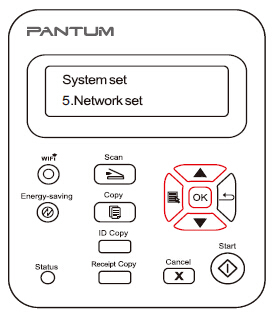 PANTUM
System set
5.Network set
WiFi
Scan
Energy-saving
Copy
OK
ID Copy
Start
Status
Receipt Copy
Cancel
X